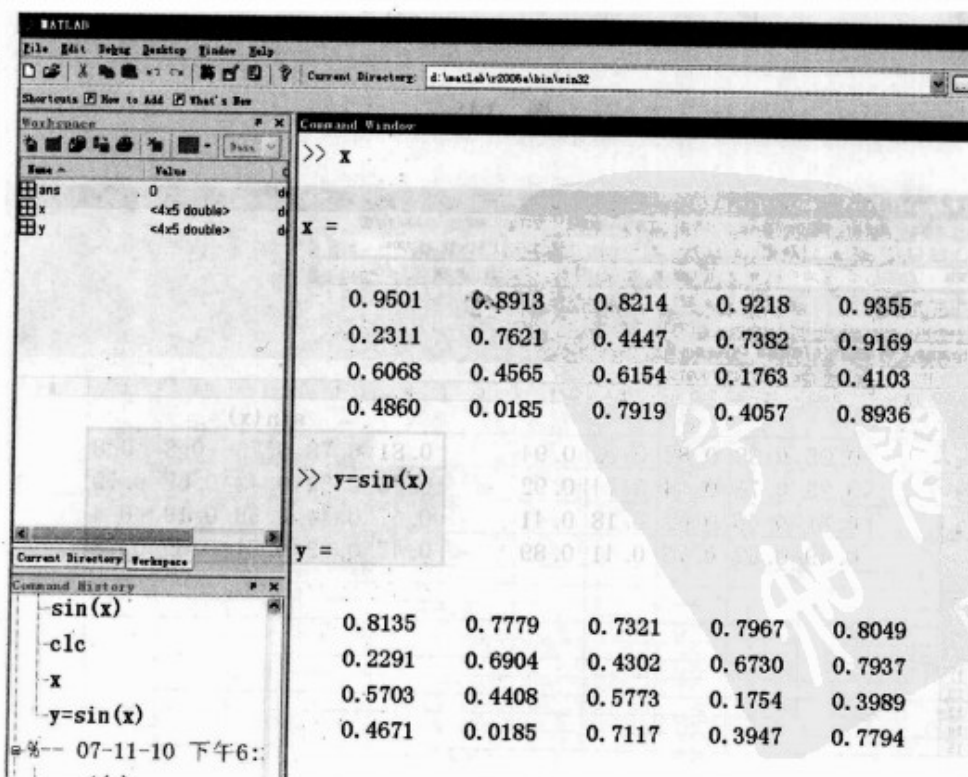 MATLAB
File Edit Debug Desktop Window Help
Current Directory: d:\matlab\r2006a\bin\win32
Shortcuts How to Add What's New
Workspace
Name Value
ans 0
x <4x5 double>
y <4x5 double>
Current Directory Workspace
Command History
sin(x)
clc
x
y=sin(x)
%-- 07-11-10 下午6:
Command Window
>> x
x =
0.9501 0.8913 0.8214 0.9218 0.9355
0.2311 0.7621 0.4447 0.7382 0.9169
0.6068 0.4565 0.6154 0.1763 0.4103
0.4860 0.0185 0.7919 0.4057 0.8936
>> y=sin(x)
y =
0.8135 0.7779 0.7321 0.7967 0.8049
0.2291 0.6904 0.4302 0.6730 0.7937
0.5703 0.4408 0.5773 0.1754 0.3989
0.4671 0.0185 0.7117 0.3947 0.7794